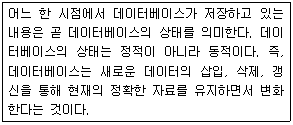 어느 한 시점에서 데이터베이스가 저장하고 있는
내용은 곧 데이터베이스의 상태를 의미한다. 데이
터베이스의 상태는 정적이 아니라 동적이다. 즉,
데이터베이스는 새로운 데이터의 삽입, 삭제, 갱
신을 통해 현재의 정확한 자료를 유지하면서 변화
한다는 것이다.